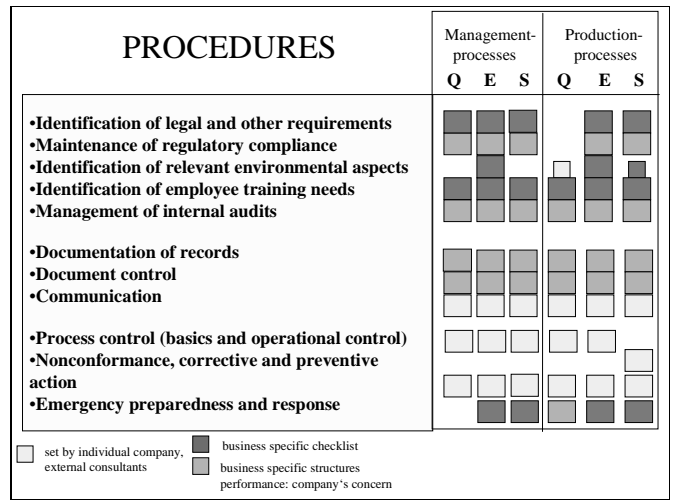 PROCEDURES
Management-
processes
Production-
processes
Q E S Q E S
•Identification of legal and other requirements
•Maintenance of regulatory compliance
•Identification of relevant environmental aspects
•Identification of employee training needs
•Management of internal audits
•Documentation of records
•Document control
•Communication
•Process control (basics and operational control)
•Nonconformance, corrective and preventive
action
•Emergency preparedness and response
set by individual company,
external consultants
business specific checklist
business specific structures
performance: company‘s concern